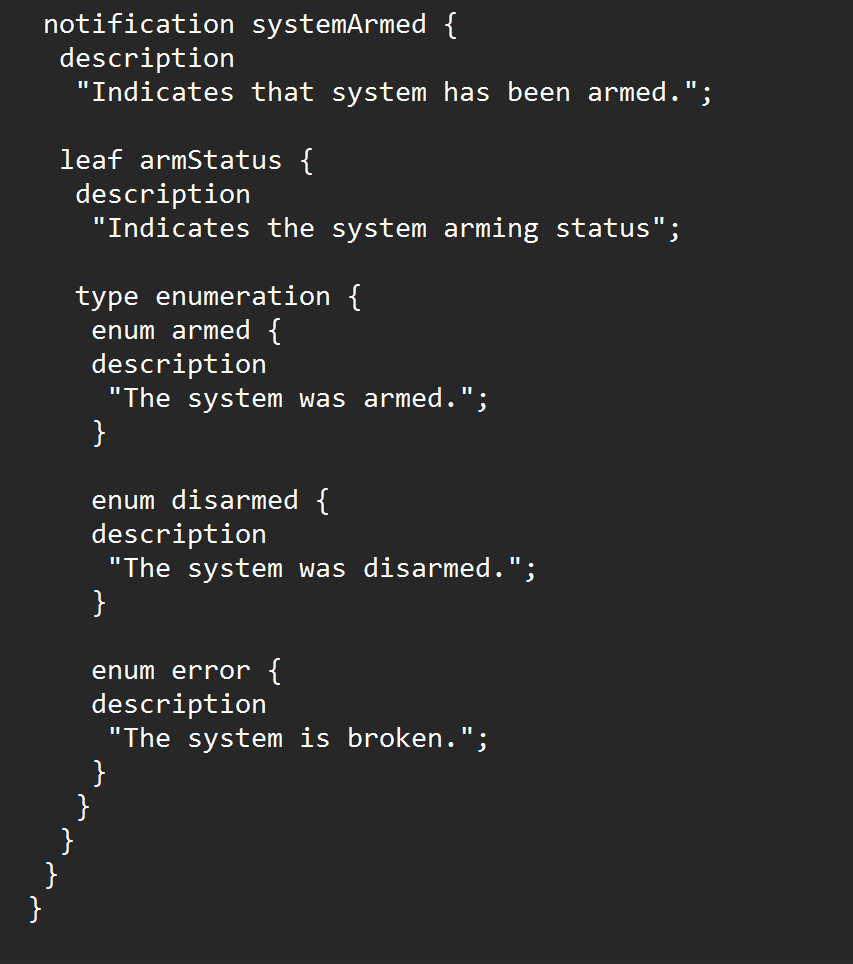 notification systemArmed {
description
"Indicates that system has been armed.";
leaf armStatus {
description
"Indicates the system arming status";
type enumeration {
enum armed {
description
"The system was armed.";
}
enum disarmed {
description
"The system was disarmed.";
}
enum error {
description
"The system is broken.";
}
}
}
}
}